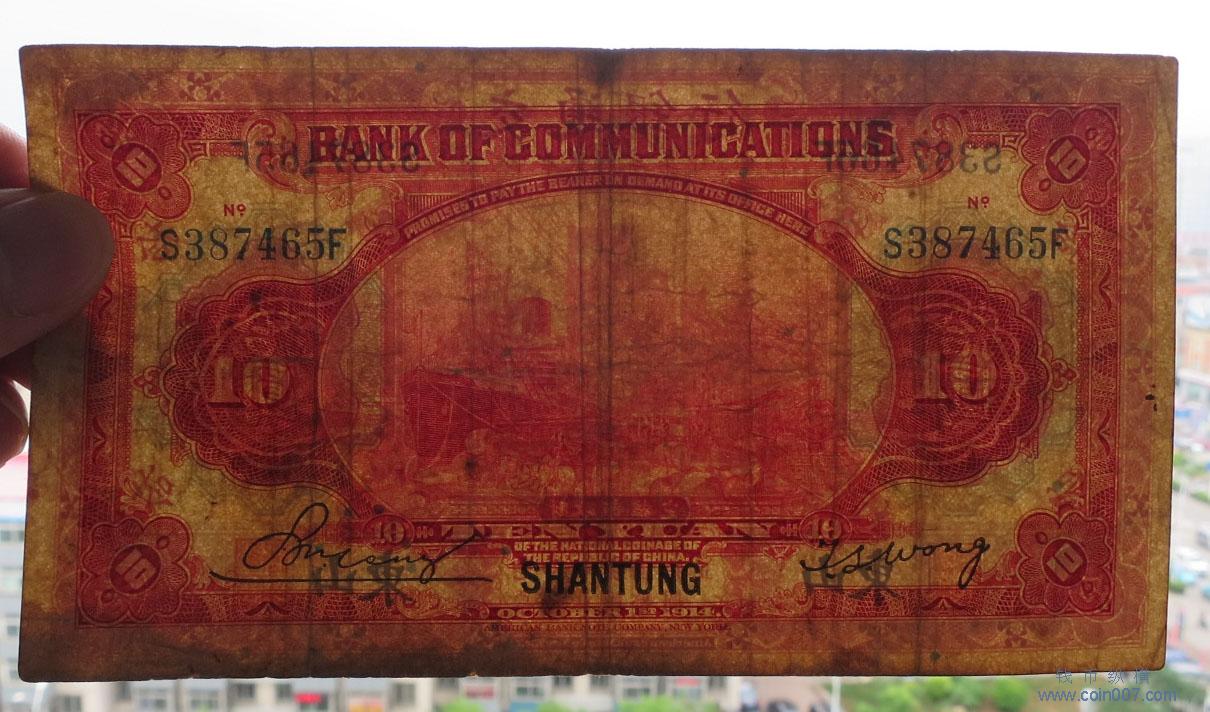 BANK OF COMMUNICATIONS
PROMISES TO PAY THE BEARER ON DEMAND AT ITS OFFICE HERE
10
10
Nº
Nº
S387465F
S387465F
10
10
10
10
TEN YUAN
OF THE NATIONAL COINAGE OF
THE REPUBLIC OF CHINA.
SHANTUNG
T S Wong
10
10
OCTOBER 1ST 1914.
AMERICAN BANK NOTE COMPANY, NEW YORK.
钱币纵横
www.coin007.com